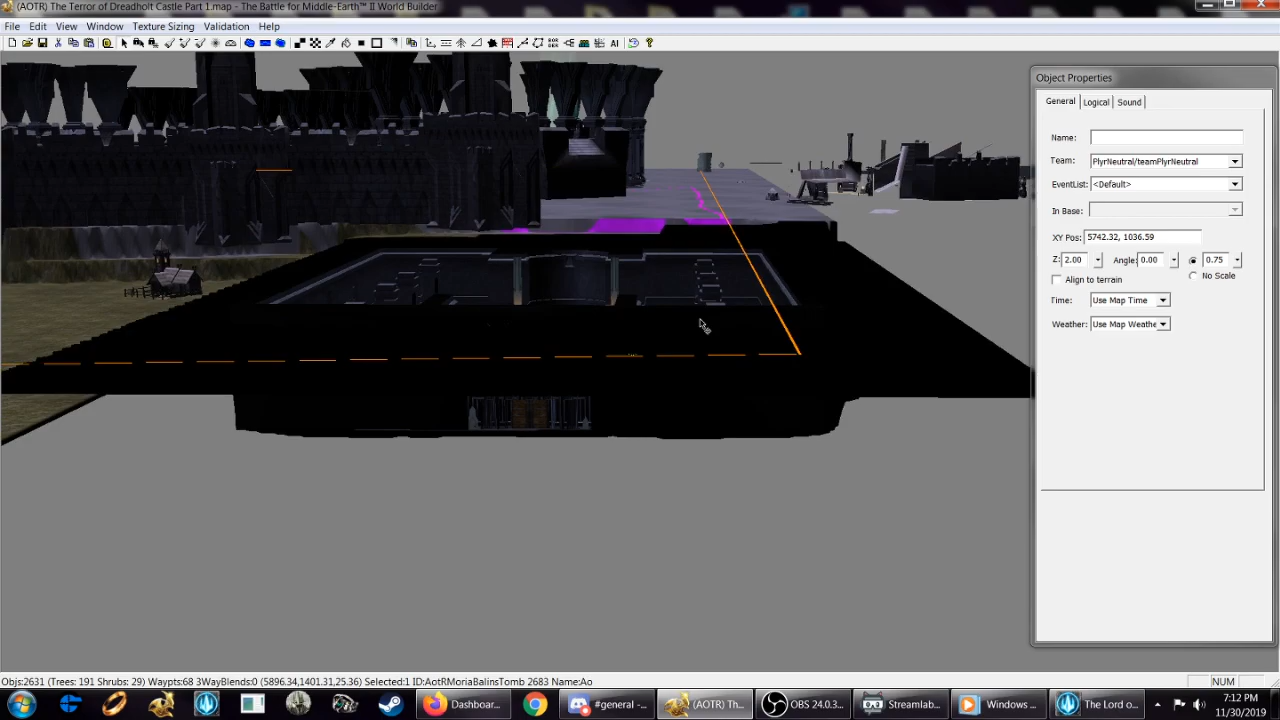 (AOTR) The Terror of Dreadholt Castle Part 1.map - The Battle for Middle-Earth™ II World Builder
File Edit View Window Texture Sizing Validation Help
AI
Object Properties
General Logical Sound
Name:
Team: PlyrNeutral/teamPlyrNeutral
EventList: <Default>
In Base:
XY Pos: 5742.32, 1036.59
Z: 2.00 Angle: 0.00 0.75
No Scale
Align to terrain
Time: Use Map Time
Weather: Use Map Weathe
Objs:2631 (Trees: 191 Shrubs: 29) Waypts:68 3WayBlends:0 (5896.34,1401.31,25.36) Selected:1 ID:AotRMoriaBalinsTomb 2683 Name:Ao
NUM
Dashboar... #general -... (AOTR) Th... OBS 24.0.3... Streamlab... Windows ... The Lord o...
7:12 PM
11/30/2019